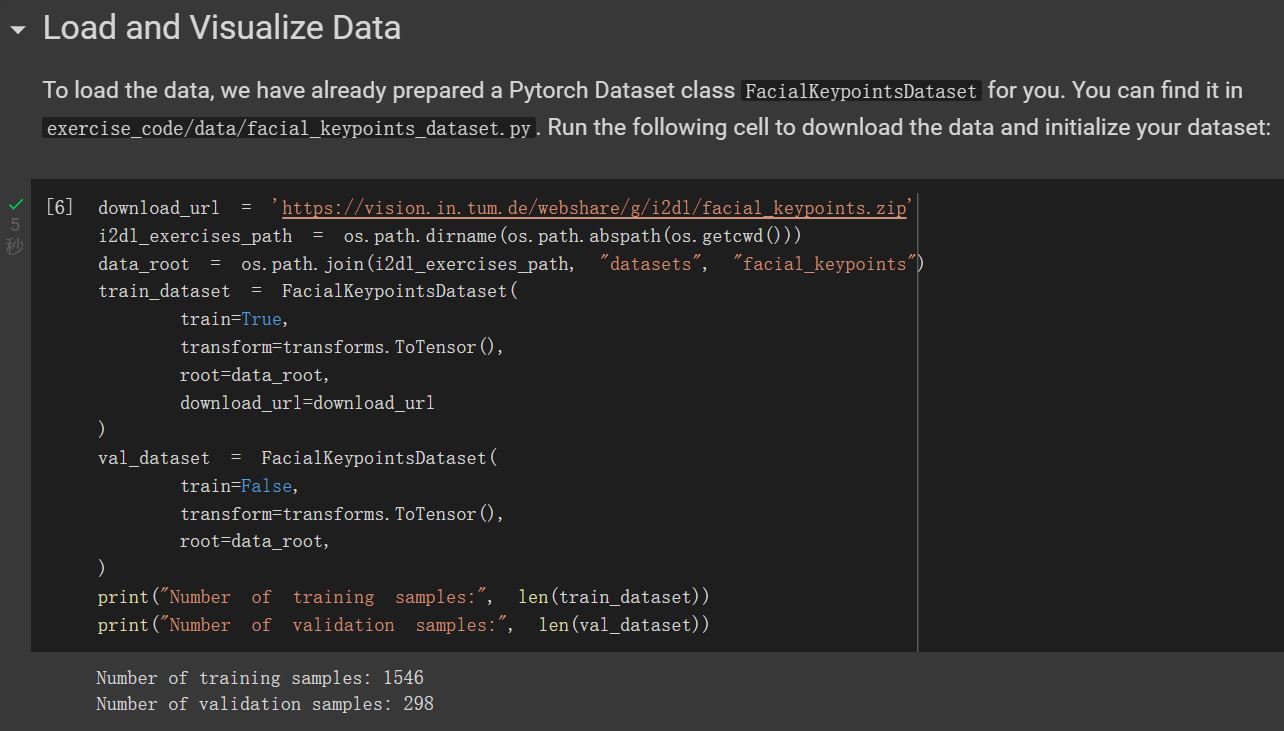 Load and Visualize Data
To load the data, we have already prepared a Pytorch Dataset class FacialKeypointsDataset for you. You can find it in
exercise_code/data/facial_keypoints_dataset.py. Run the following cell to download the data and initialize your dataset:
[6] download_url = 'https://vision.in.tum.de/webshare/g/i2dl/facial_keypoints.zip'
5
秒
i2dl_exercises_path = os.path.dirname(os.path.abspath(os.getcwd()))
data_root = os.path.join(i2dl_exercises_path, "datasets", "facial_keypoints")
train_dataset = FacialKeypointsDataset(
train=True,
transform=transforms.ToTensor(),
root=data_root,
download_url=download_url
)
val_dataset = FacialKeypointsDataset(
train=False,
transform=transforms.ToTensor(),
root=data_root,
)
print("Number of training samples:", len(train_dataset))
print("Number of validation samples:", len(val_dataset))
Number of training samples: 1546
Number of validation samples: 298